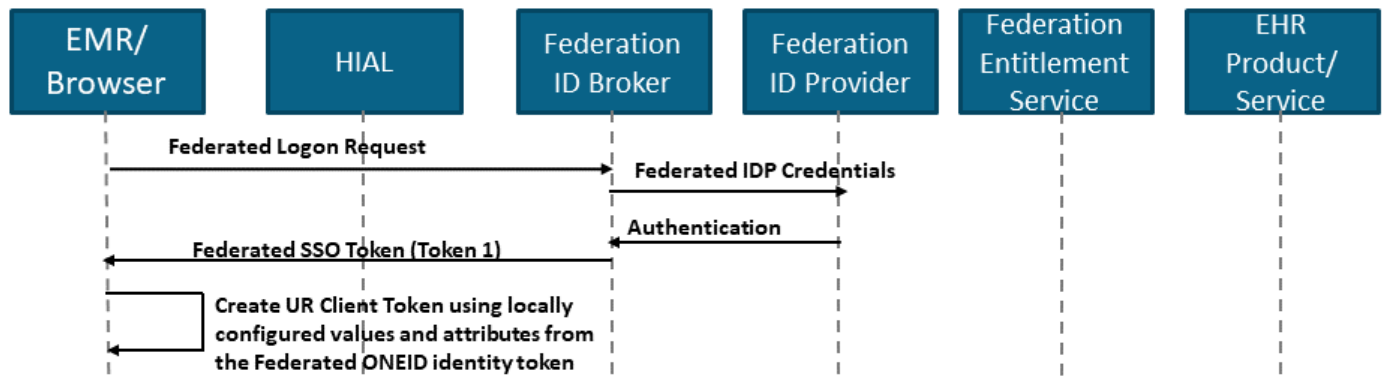 EMR/
Browser
HIAL
Federation
ID Broker
Federation
ID Provider
Federation
Entitlement
Service
EHR
Product/
Service
Federated Logon Request
Federated IDP Credentials
Authentication
Federated SSO Token (Token 1)
Create UR Client Token using locally
configured values and attributes from
the Federated ONEID identity token